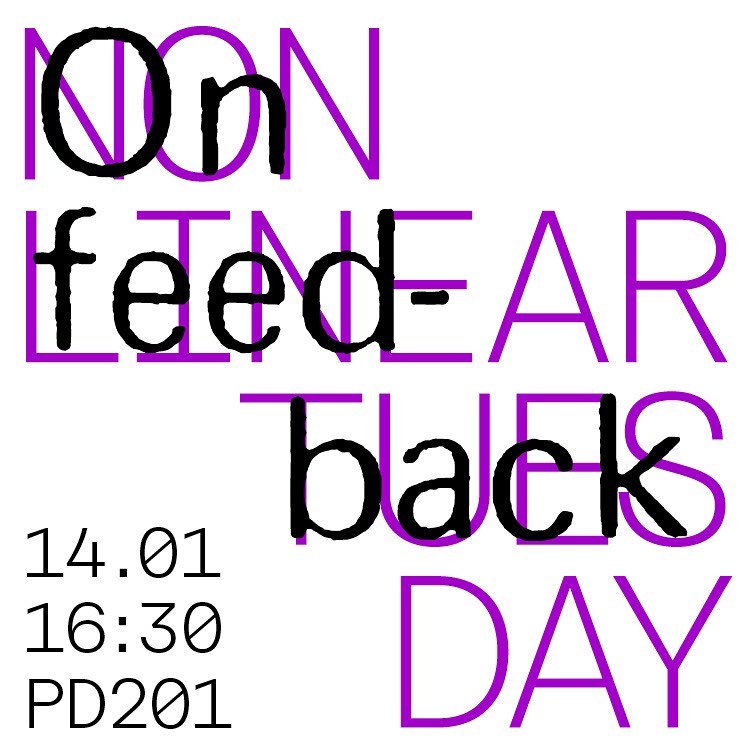 NON
LINEAR
TUES
DAY
On
feed-
back
14.01
16:30
PD201